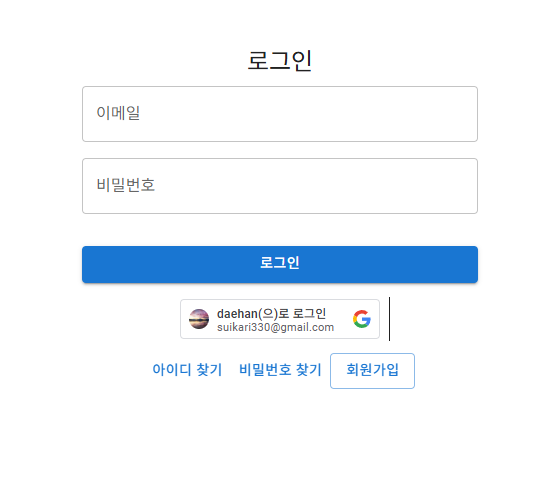 로그인
이메일
비밀번호
로그인
daehan(으)로 로그인
suikari330@gmail.com
아이디 찾기 비밀번호 찾기 회원가입